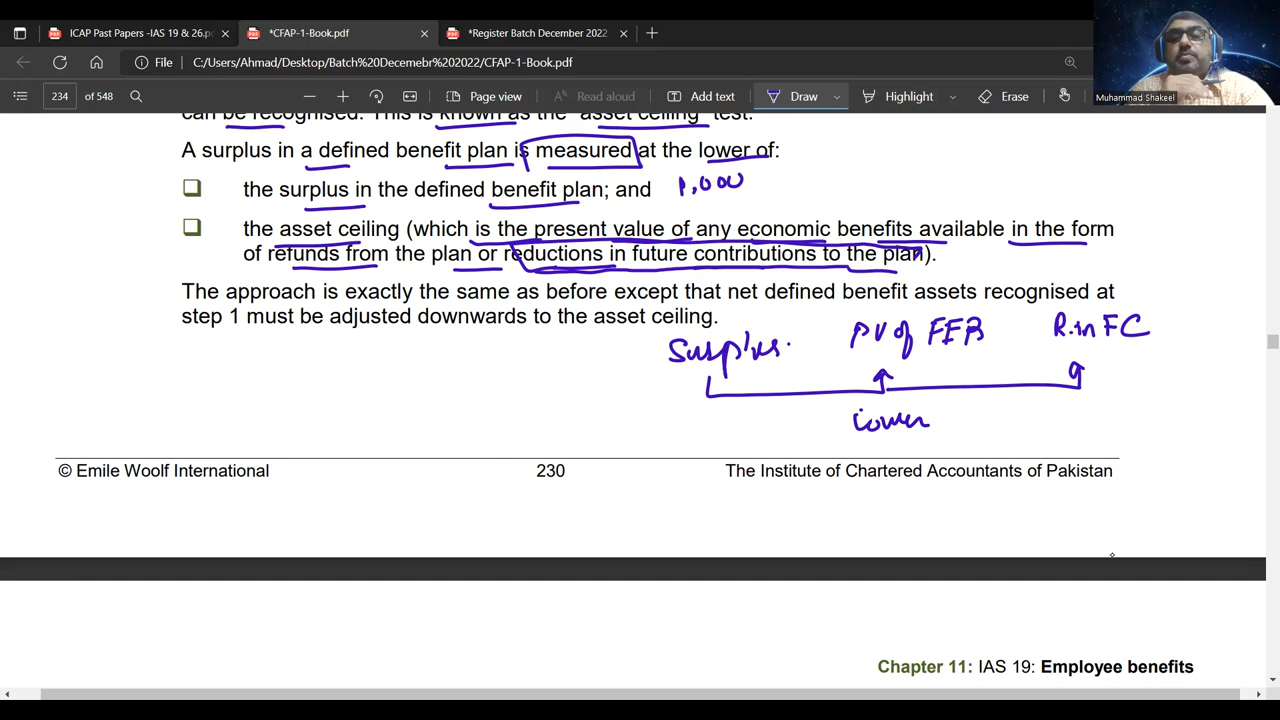 ICAP Past Papers -IAS 19 & 26.pdf
*CFAP-1-Book.pdf
*Register Batch December 2022
File C:/Users/Ahmad/Desktop/Batch%20Decemebr%202022/CFAP-1-Book.pdf
234 of 548
Page view
Read aloud
Add text
Draw
Highlight
Erase
Muhammad Shakeel
can be recognised. This is known as the "asset ceiling" test.
A surplus in a defined benefit plan is measured at the lower of:
the surplus in the defined benefit plan; and 1,000
the asset ceiling (which is the present value of any economic benefits available in the form
of refunds from the plan or reductions in future contributions to the plan).
The approach is exactly the same as before except that net defined benefit assets recognised at
step 1 must be adjusted downwards to the asset ceiling.
Surplus. PV of FEB R.in FC
lower
© Emile Woolf International 230 The Institute of Chartered Accountants of Pakistan
Chapter 11: IAS 19: Employee benefits